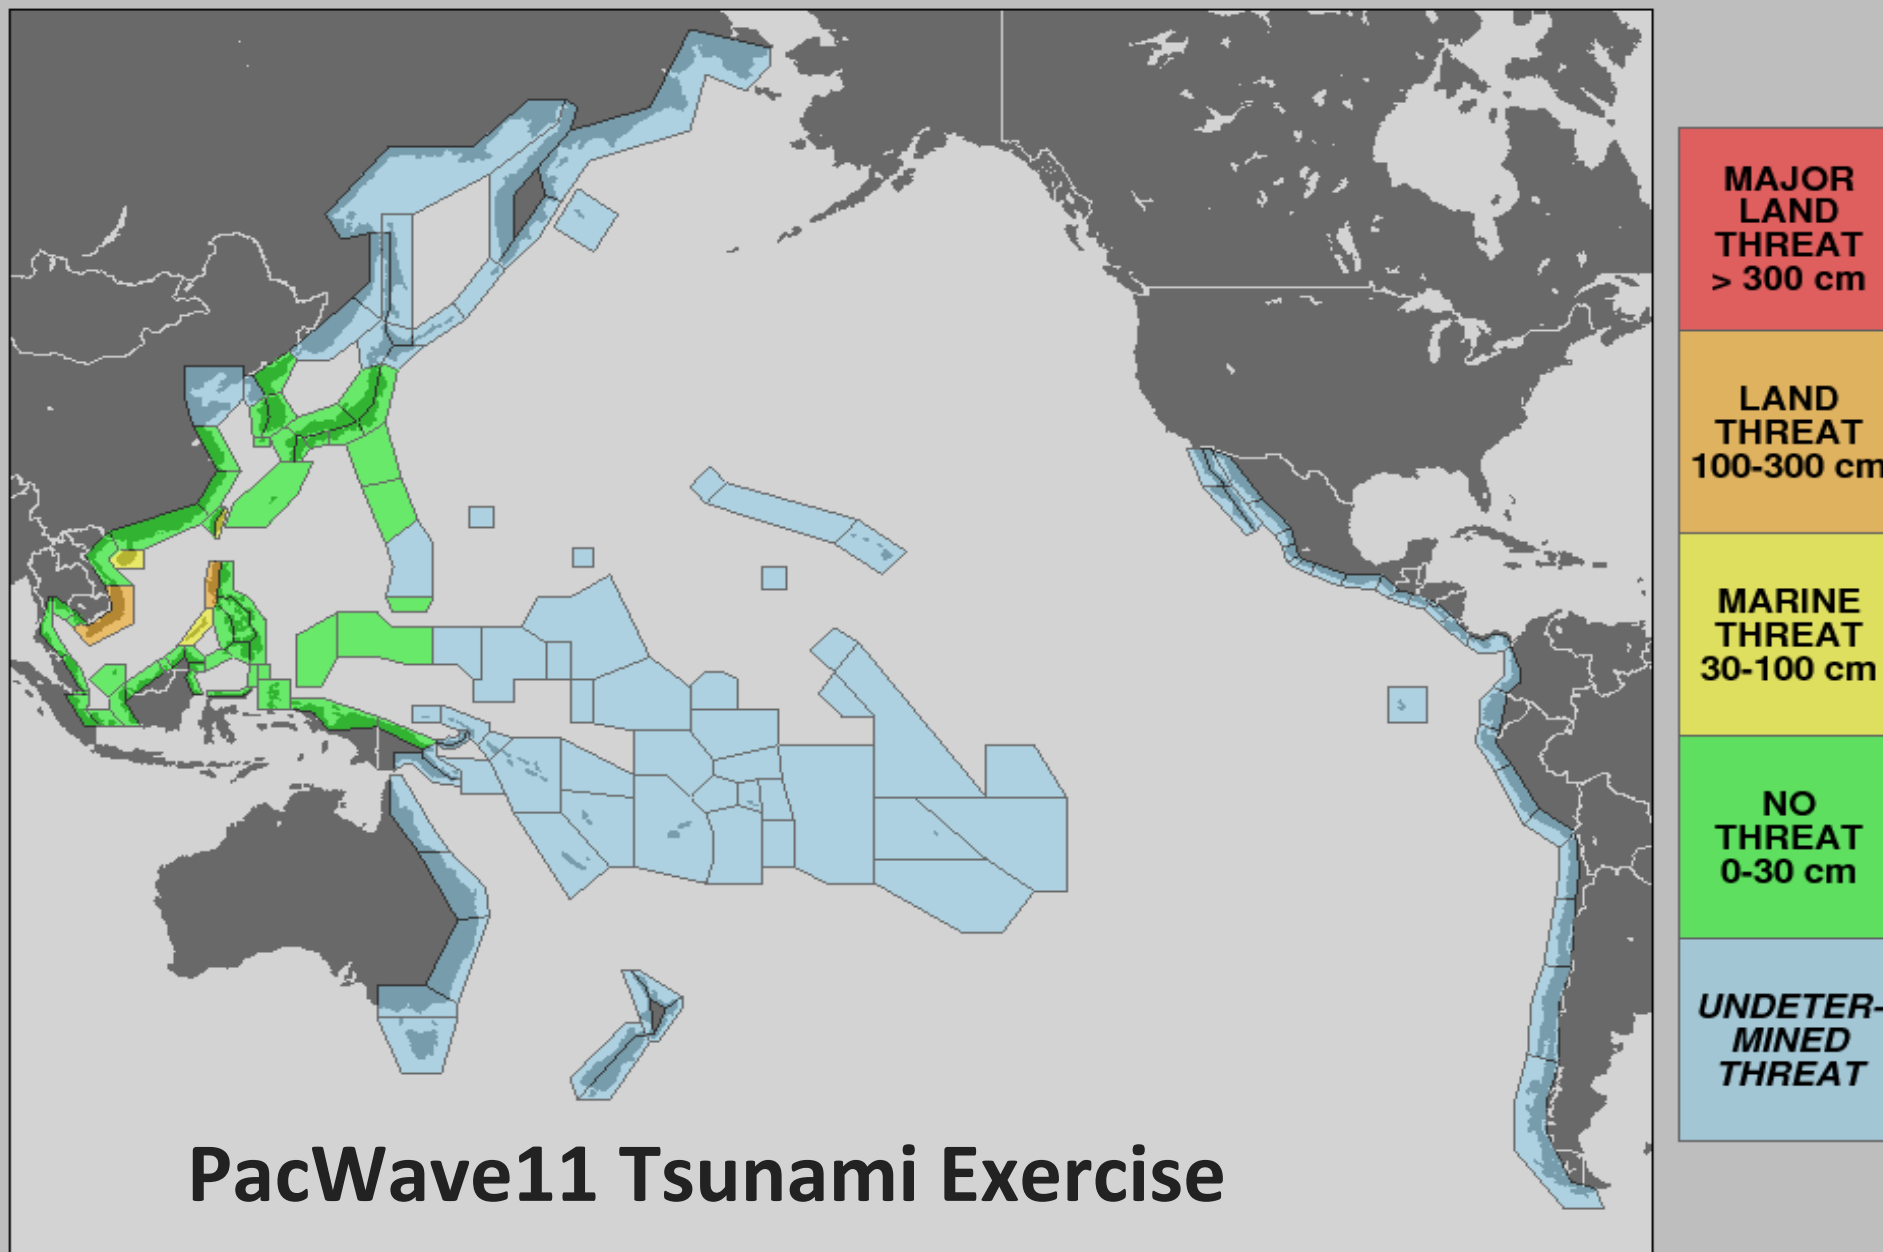 MAJOR
LAND
THREAT
> 300 cm
LAND
THREAT
100-300 cm
MARINE
THREAT
30-100 cm
NO
THREAT
0-30 cm
UNDETER-
MINED
THREAT
PacWave11 Tsunami Exercise